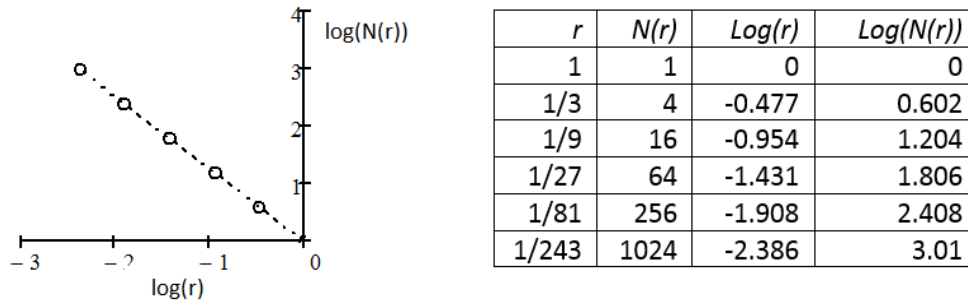 4
log(N(r))
3
2
1
– 3
– 2
– 1
0
log(r)
r N(r) Log(r) Log(N(r))
1 1 0 0
1/3 4 -0.477 0.602
1/9 16 -0.954 1.204
1/27 64 -1.431 1.806
1/81 256 -1.908 2.408
1/243 1024 -2.386 3.01